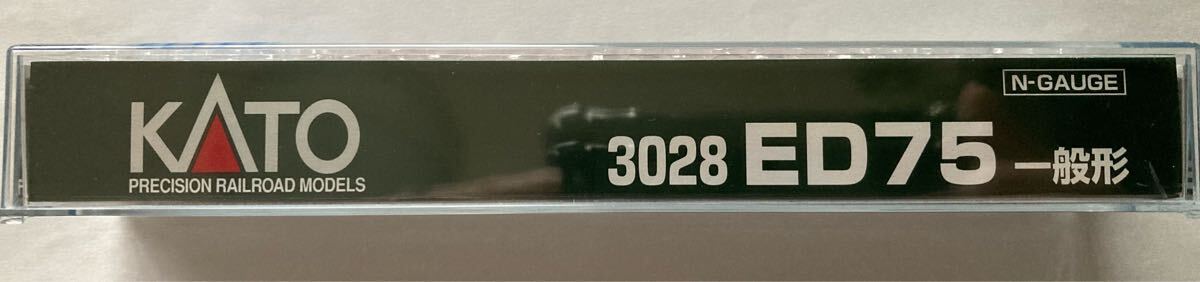 KATO
PRECISION RAILROAD MODELS
N-GAUGE
3028 ED75 一般形